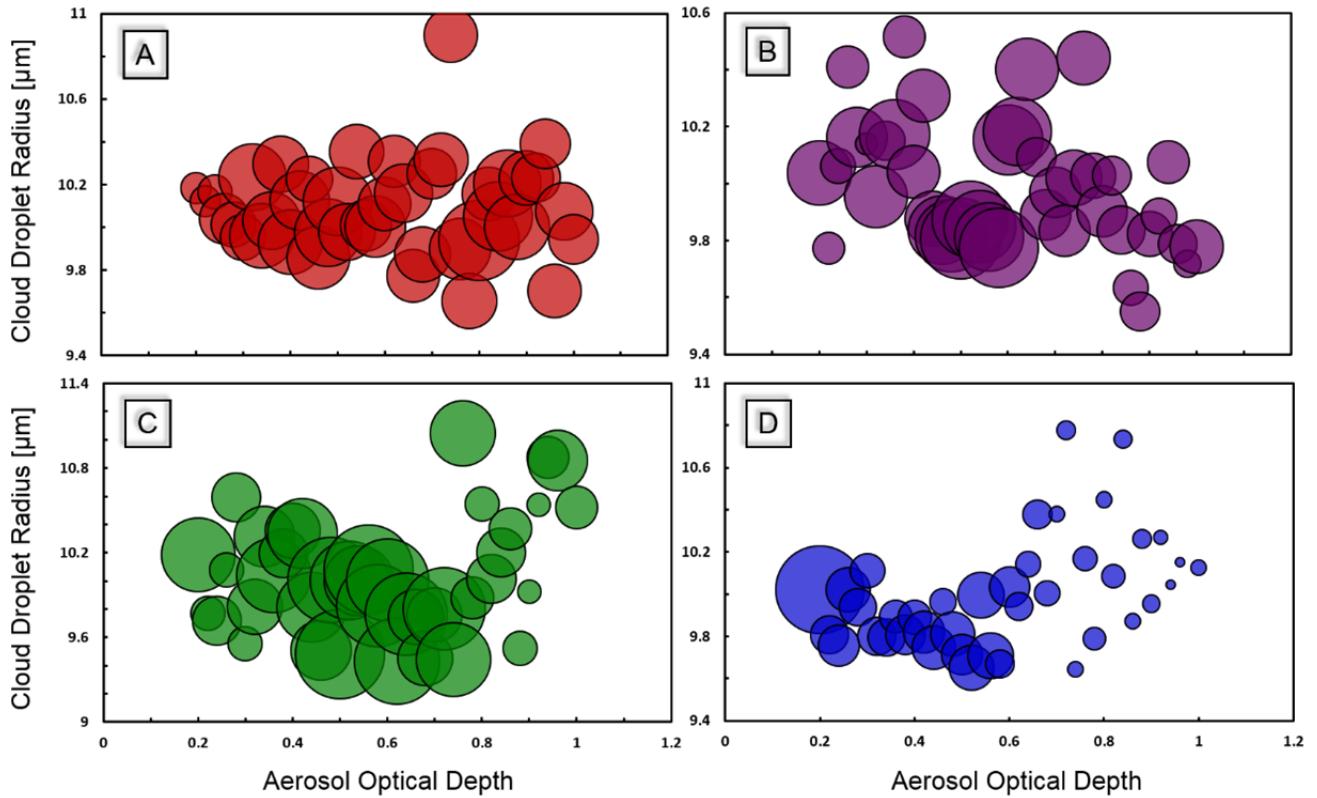 A
B
Cloud Droplet Radius [µm]
11
10.6
10.2
9.8
9.4
10.6
10.2
9.8
9.4
C
D
Cloud Droplet Radius [µm]
11.4
10.8
10.2
9.6
9
11
10.6
10.2
9.8
9.4
0 0.2 0.4 0.6 0.8 1 1.2
0 0.2 0.4 0.6 0.8 1 1.2
Aerosol Optical Depth
Aerosol Optical Depth